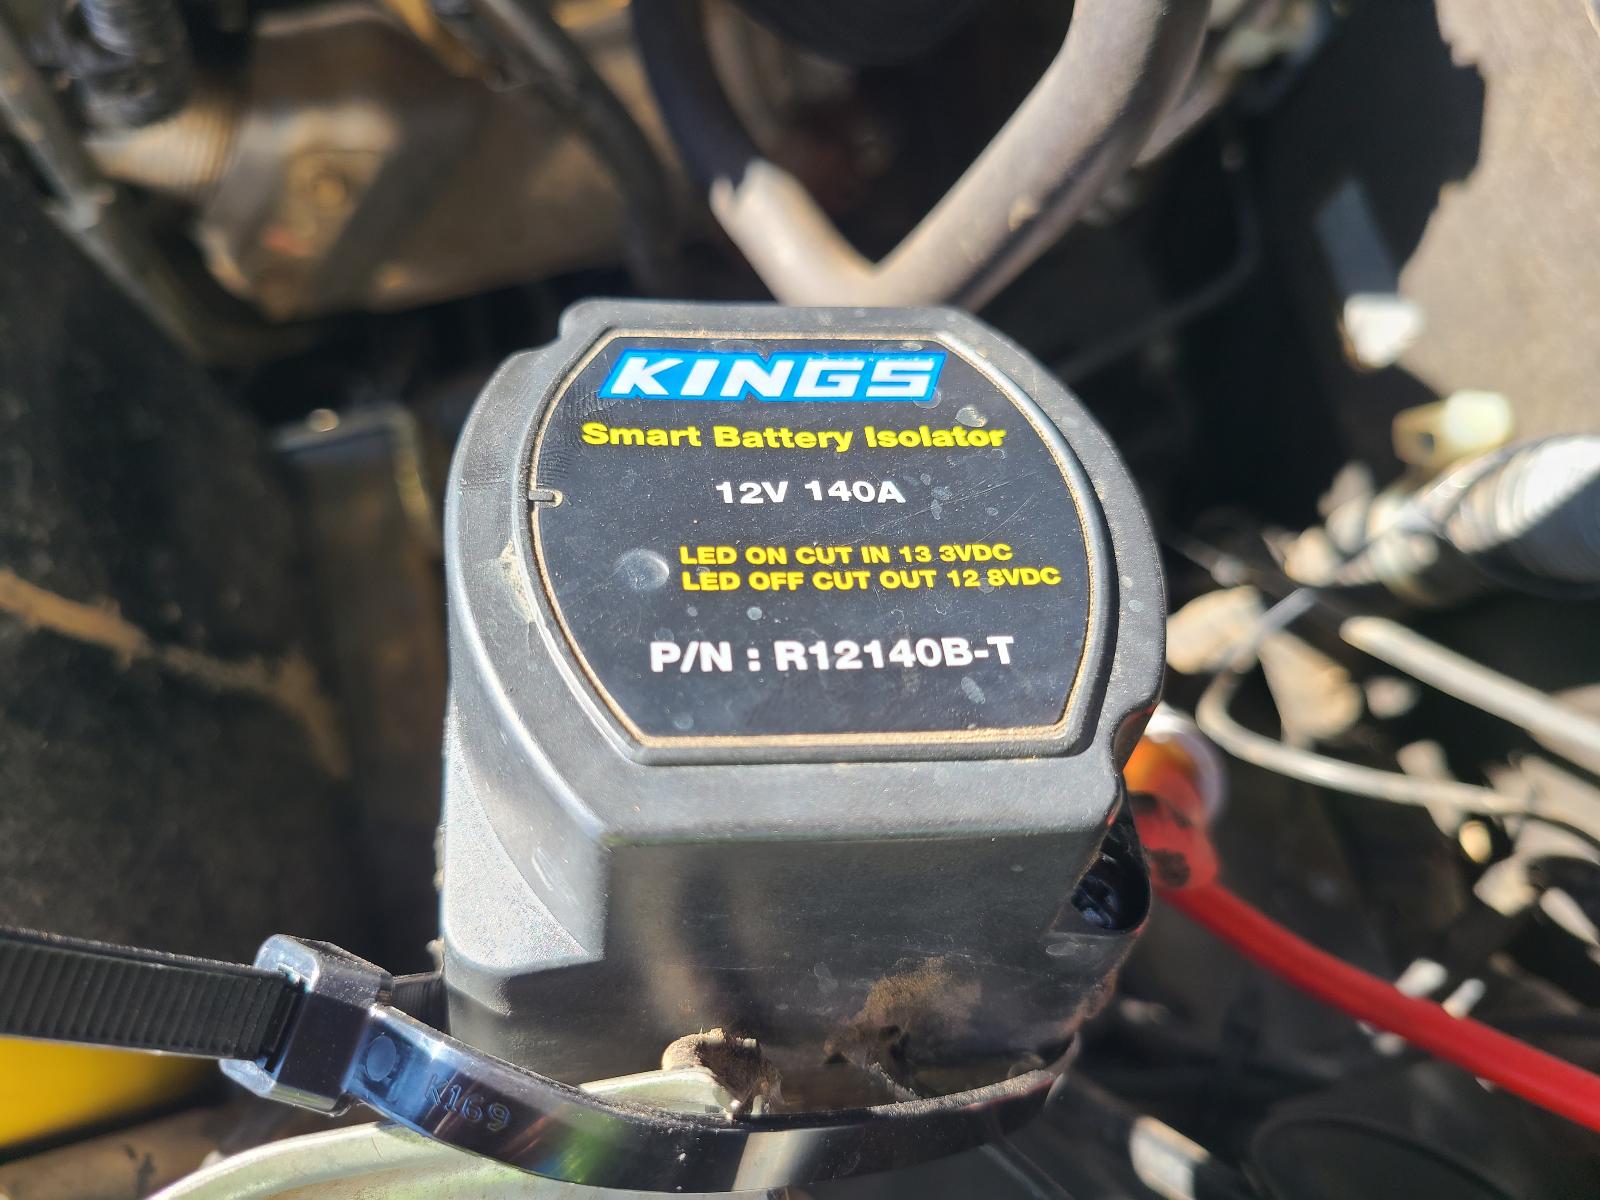 KINGS
Smart Battery Isolator
12V 140A
LED ON CUT IN 13 3VDC
LED OFF CUT OUT 12 8VDC
P/N : R12140B-T
K169